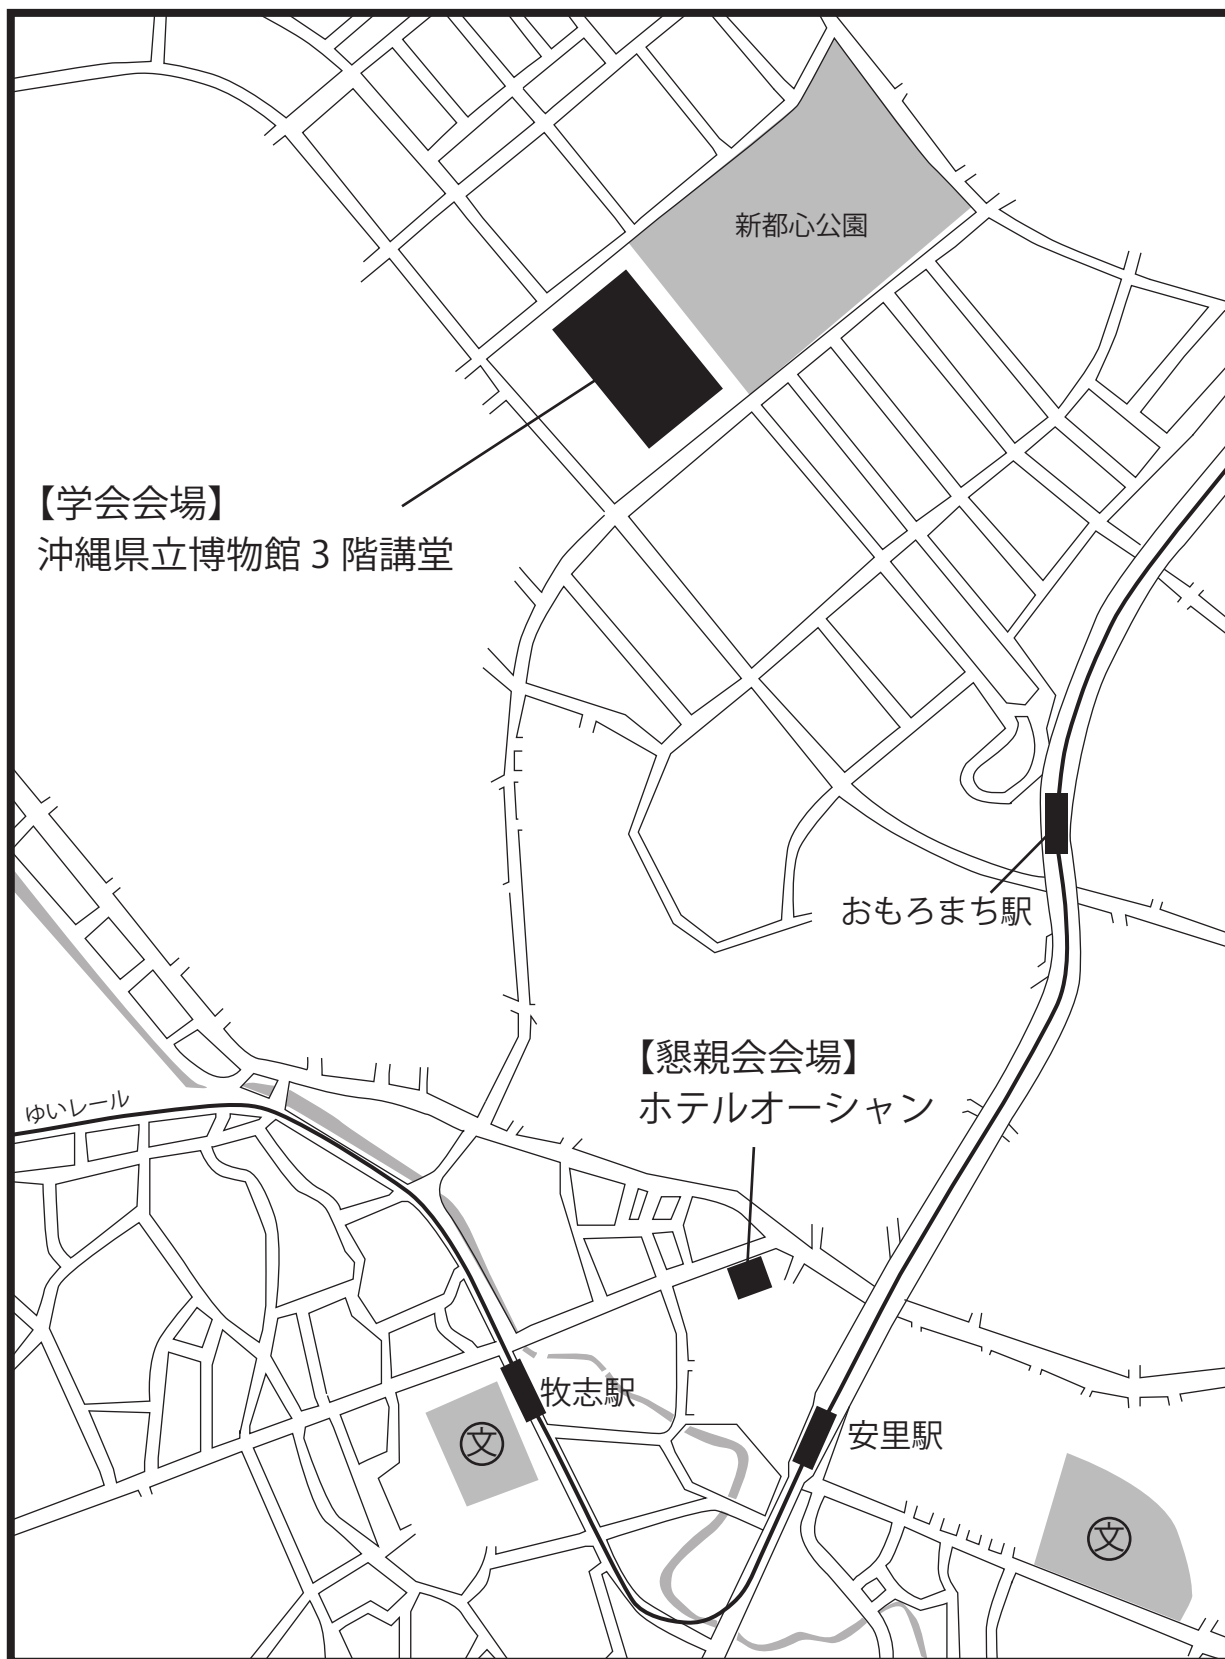 新都心公園
【学会会場】
沖縄県立博物館 3 階講堂
おもろまち駅
【懇親会会場】
ホテルオーシャン
ゆいレール
牧志駅
安里駅
文
文